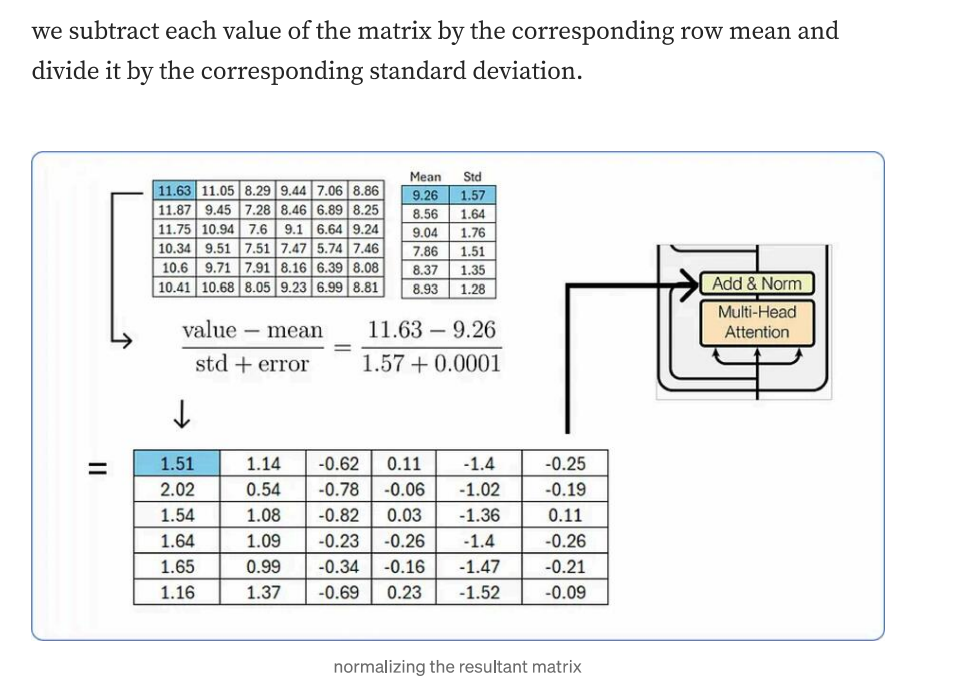 we subtract each value of the matrix by the corresponding row mean and
divide it by the corresponding standard deviation.
Mean Std
11.63 11.05 8.29 9.44 7.06 8.86 9.26 1.57
11.87 9.45 7.28 8.46 6.89 8.25 8.56 1.64
11.75 10.94 7.6 9.1 6.64 9.24 9.04 1.76
10.34 9.51 7.51 7.47 5.74 7.46 7.86 1.51
10.6 9.71 7.91 8.16 6.39 8.08 8.37 1.35
10.41 10.68 8.05 9.23 6.99 8.81 8.93 1.28
value − mean 11.63 − 9.26
=
std + error 1.57 + 0.0001
Add & Norm
Multi-Head
Attention
=
1.51 1.14 -0.62 0.11 -1.4 -0.25
2.02 0.54 -0.78 -0.06 -1.02 -0.19
1.54 1.08 -0.82 0.03 -1.36 0.11
1.64 1.09 -0.23 -0.26 -1.4 -0.26
1.65 0.99 -0.34 -0.16 -1.47 -0.21
1.16 1.37 -0.69 0.23 -1.52 -0.09
normalizing the resultant matrix